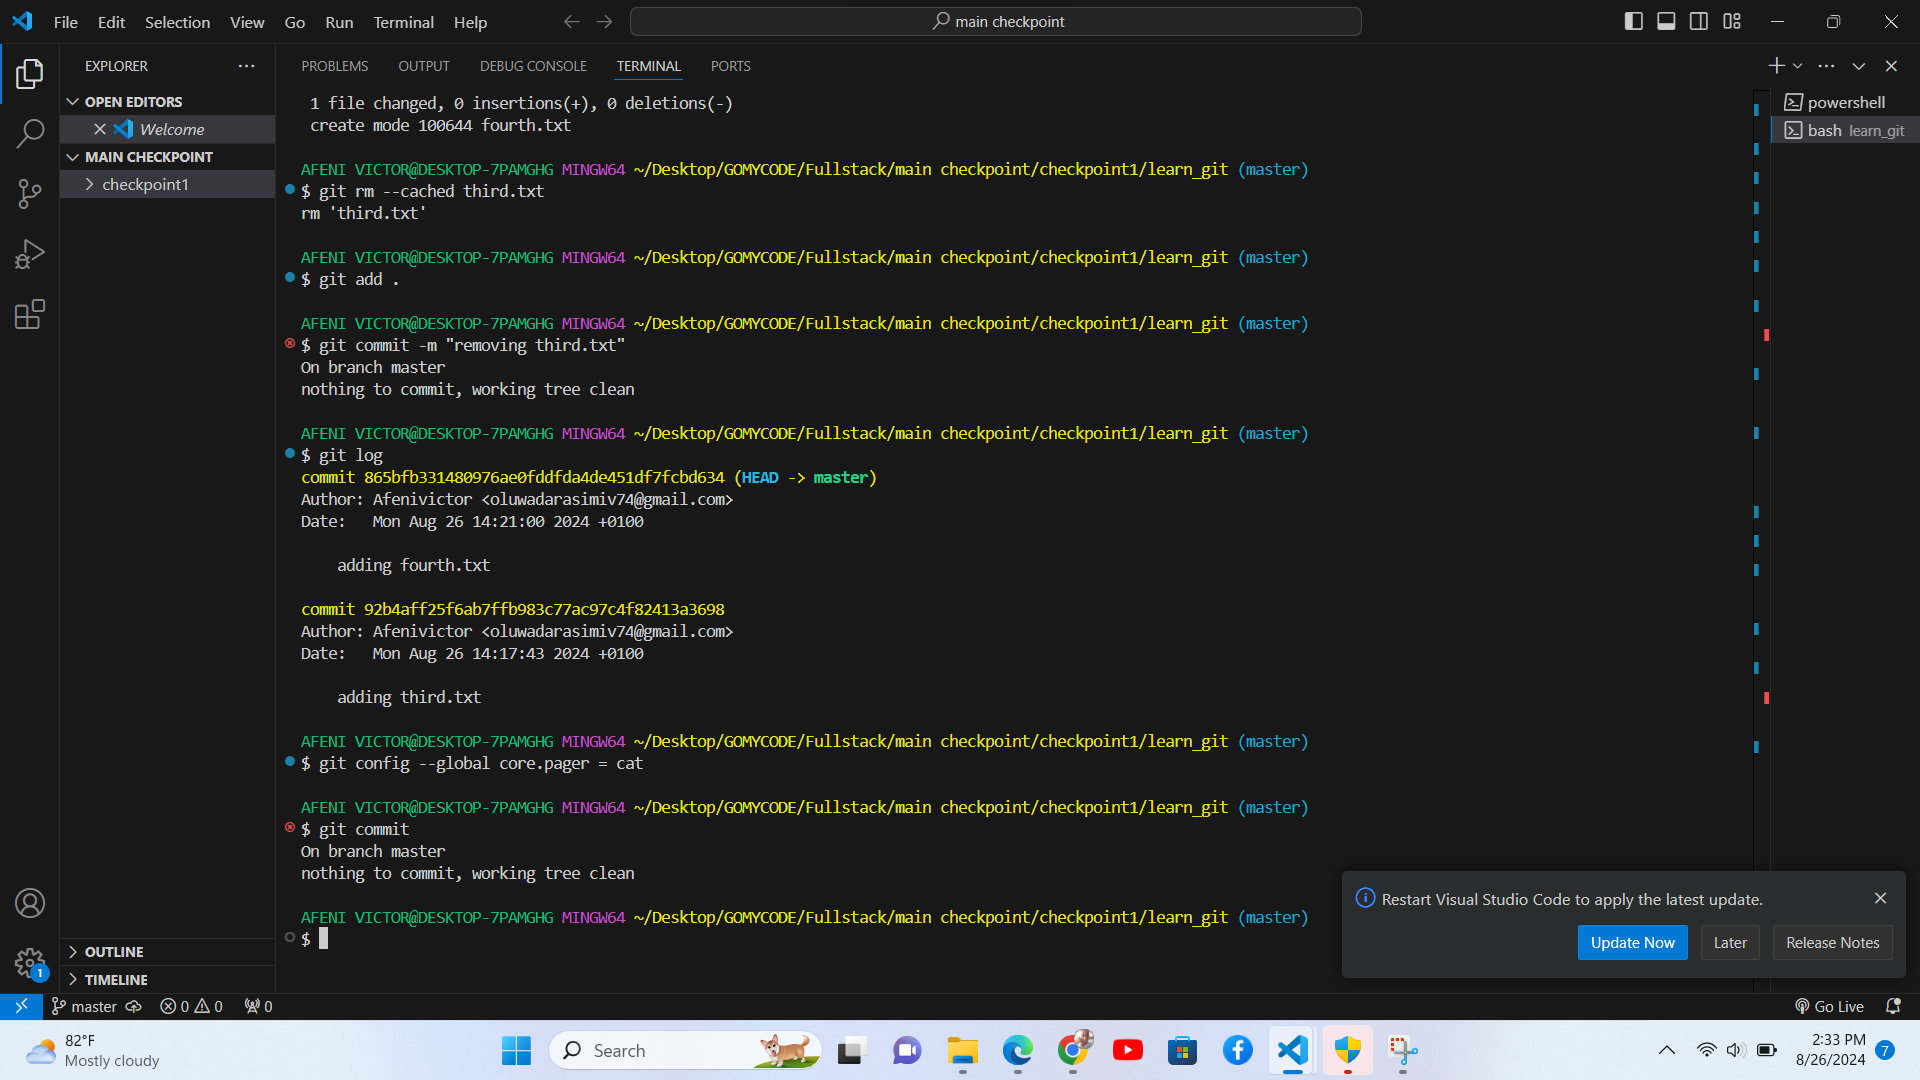 File Edit Selection View Go Run Terminal Help
main checkpoint
EXPLORER
OPEN EDITORS
Welcome
MAIN CHECKPOINT
checkpoint1
OUTLINE
TIMELINE
PROBLEMS OUTPUT DEBUG CONSOLE TERMINAL PORTS
powershell
bash learn_git
1 file changed, 0 insertions(+), 0 deletions(-)
create mode 100644 fourth.txt
AFENI VICTOR@DESKTOP-7PAMGHG MINGW64 ~/Desktop/GOMYCODE/Fullstack/main checkpoint/checkpoint1/learn_git (master)
$ git rm --cached third.txt
rm 'third.txt'
AFENI VICTOR@DESKTOP-7PAMGHG MINGW64 ~/Desktop/GOMYCODE/Fullstack/main checkpoint/checkpoint1/learn_git (master)
$ git add .
AFENI VICTOR@DESKTOP-7PAMGHG MINGW64 ~/Desktop/GOMYCODE/Fullstack/main checkpoint/checkpoint1/learn_git (master)
$ git commit -m "removing third.txt"
On branch master
nothing to commit, working tree clean
AFENI VICTOR@DESKTOP-7PAMGHG MINGW64 ~/Desktop/GOMYCODE/Fullstack/main checkpoint/checkpoint1/learn_git (master)
$ git log
commit 865bfb331480976ae0fddfda4de451df7fcbd634 (HEAD -> master)
Author: Afenivictor <oluwadarasimiv74@gmail.com>
Date: Mon Aug 26 14:21:00 2024 +0100
adding fourth.txt
commit 92b4aff25f6ab7ffb983c77ac97c4f82413a3698
Author: Afenivictor <oluwadarasimiv74@gmail.com>
Date: Mon Aug 26 14:17:43 2024 +0100
adding third.txt
AFENI VICTOR@DESKTOP-7PAMGHG MINGW64 ~/Desktop/GOMYCODE/Fullstack/main checkpoint/checkpoint1/learn_git (master)
$ git config --global core.pager = cat
AFENI VICTOR@DESKTOP-7PAMGHG MINGW64 ~/Desktop/GOMYCODE/Fullstack/main checkpoint/checkpoint1/learn_git (master)
$ git commit
On branch master
nothing to commit, working tree clean
AFENI VICTOR@DESKTOP-7PAMGHG MINGW64 ~/Desktop/GOMYCODE/Fullstack/main checkpoint/checkpoint1/learn_git (master)
$
Restart Visual Studio Code to apply the latest update.
Update Now Later Release Notes
1
master 0 0 0 Go Live
82°F
Mostly cloudy
Search
2:33 PM
8/26/2024
7